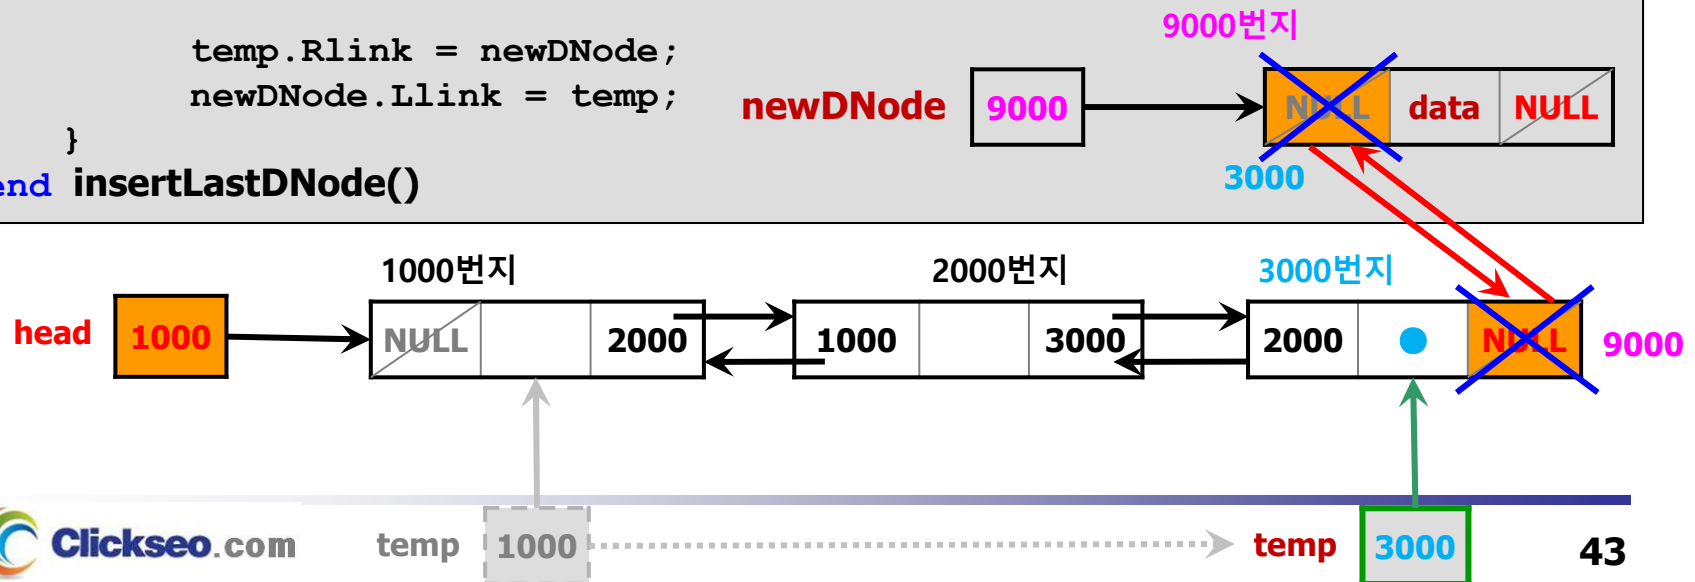 9000번지
temp.Rlink = newDNode;
newDNode.Llink = temp;
newDNode 9000 NULL data NULL
}
3000
end insertLastDNode()
1000번지 2000번지 3000번지
head 1000 NULL 2000 1000 3000 2000 NULL 9000
Clickseo.com temp 1000 temp 3000 43